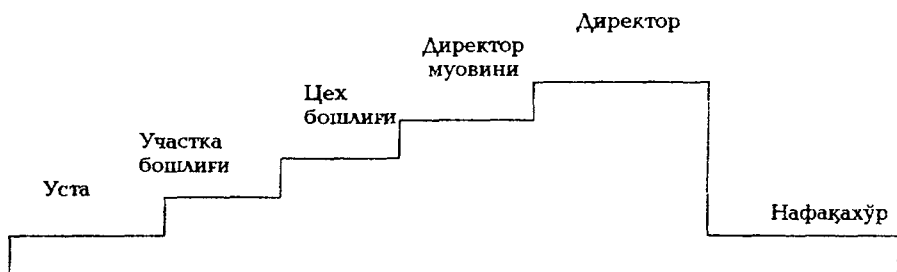 Директор
Директор
муовини
Цех
бошлиғи
Участка
бошлиғи
Уста
Нафақахўр